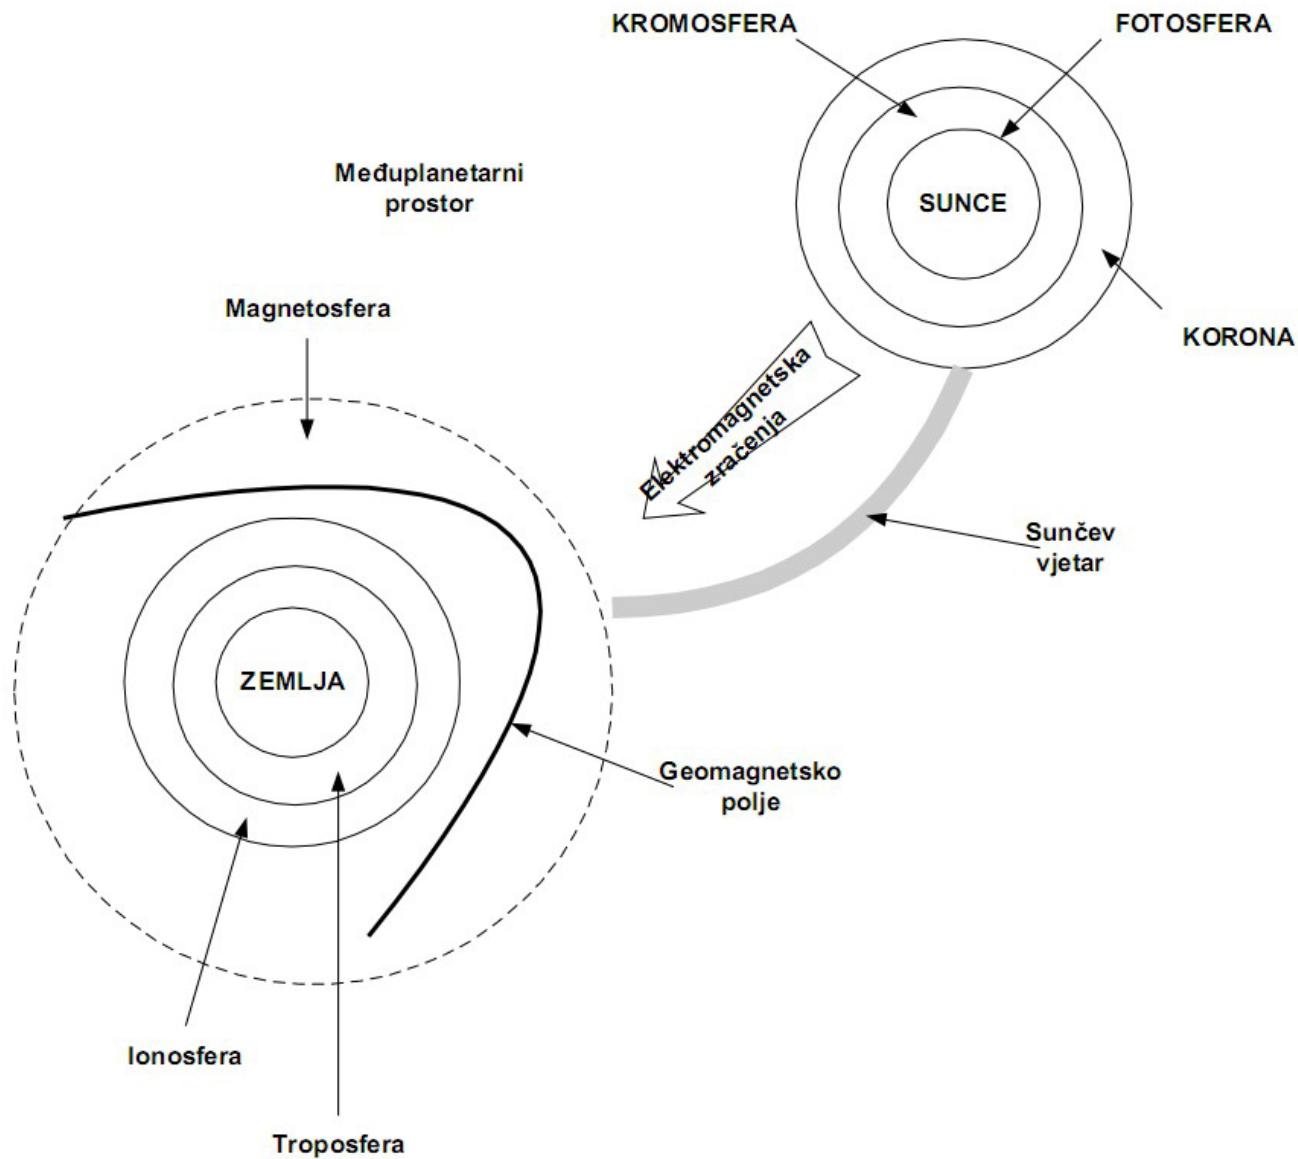 KROMOSFERA
FOTOSFERA
Međuplanetarni
prostor
SUNCE
Magnetosfera
KORONA
Elektromagnetska
zračenja
Sunčev
vjetar
ZEMLJA
Geomagnetsko
polje
Ionosfera
Troposfera